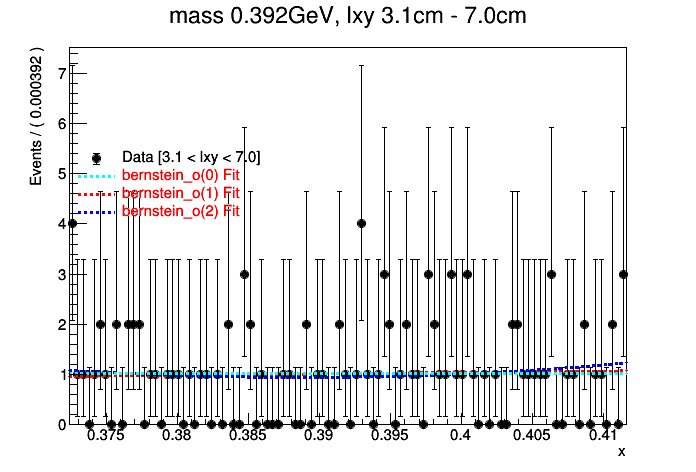 mass 0.392GeV, lxy 3.1cm - 7.0cm
Events / ( 0.000392 )
7
6
5
4
3
2
1
0
Data [3.1 < lxy < 7.0]
bernstein_o(0) Fit
bernstein_o(1) Fit
bernstein_o(2) Fit
0.375 0.38 0.385 0.39 0.395 0.4 0.405 0.41
x